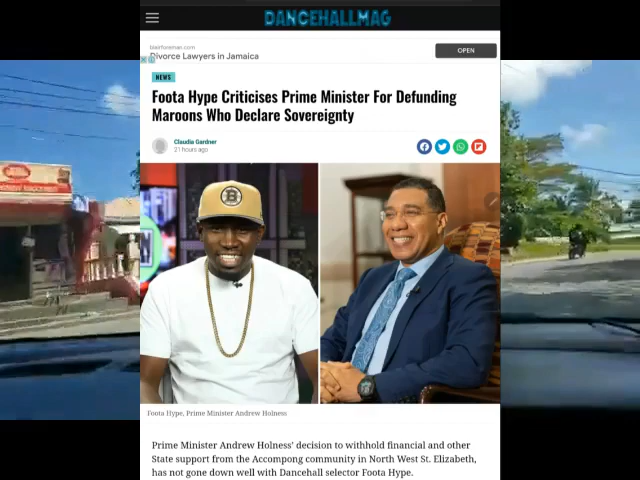 DANCEHALLMAG
blairforeman.com
Divorce Lawyers in Jamaica
OPEN
NEWS
Foota Hype Criticises Prime Minister For Defunding
Maroons Who Declare Sovereignty
Claudia Gardner
21 hours ago
Foota Hype, Prime Minister Andrew Holness
Prime Minister Andrew Holness' decision to withhold financial and other
State support from the Accompong community in North West St. Elizabeth,
has not gone down well with Dancehall selector Foota Hype.